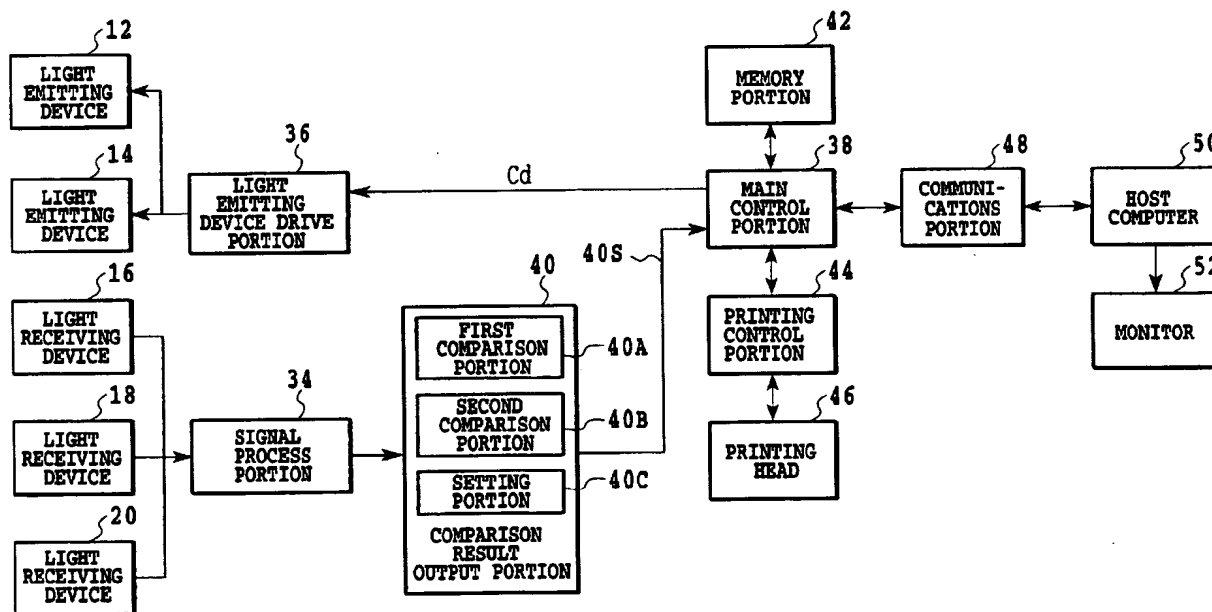 12
LIGHT
EMITTING
DEVICE
14
LIGHT
EMITTING
DEVICE
36
LIGHT
EMITTING
DEVICE DRIVE
PORTION
Cd
42
MEMORY
PORTION
38
MAIN
CONTROL
PORTION
48
COMMUNI-
CATIONS
PORTION
50
HOST
COMPUTER
52
MONITOR
16
LIGHT
RECEIVING
DEVICE
18
LIGHT
RECEIVING
DEVICE
20
LIGHT
RECEIVING
DEVICE
34
SIGNAL
PROCESS
PORTION
40
FIRST
COMPARISON
PORTION
40A
SECOND
COMPARISON
PORTION
40B
SETTING
PORTION
40C
COMPARISON
RESULT
OUTPUT PORTION
40S
44
PRINTING
CONTROL
PORTION
46
PRINTING
HEAD